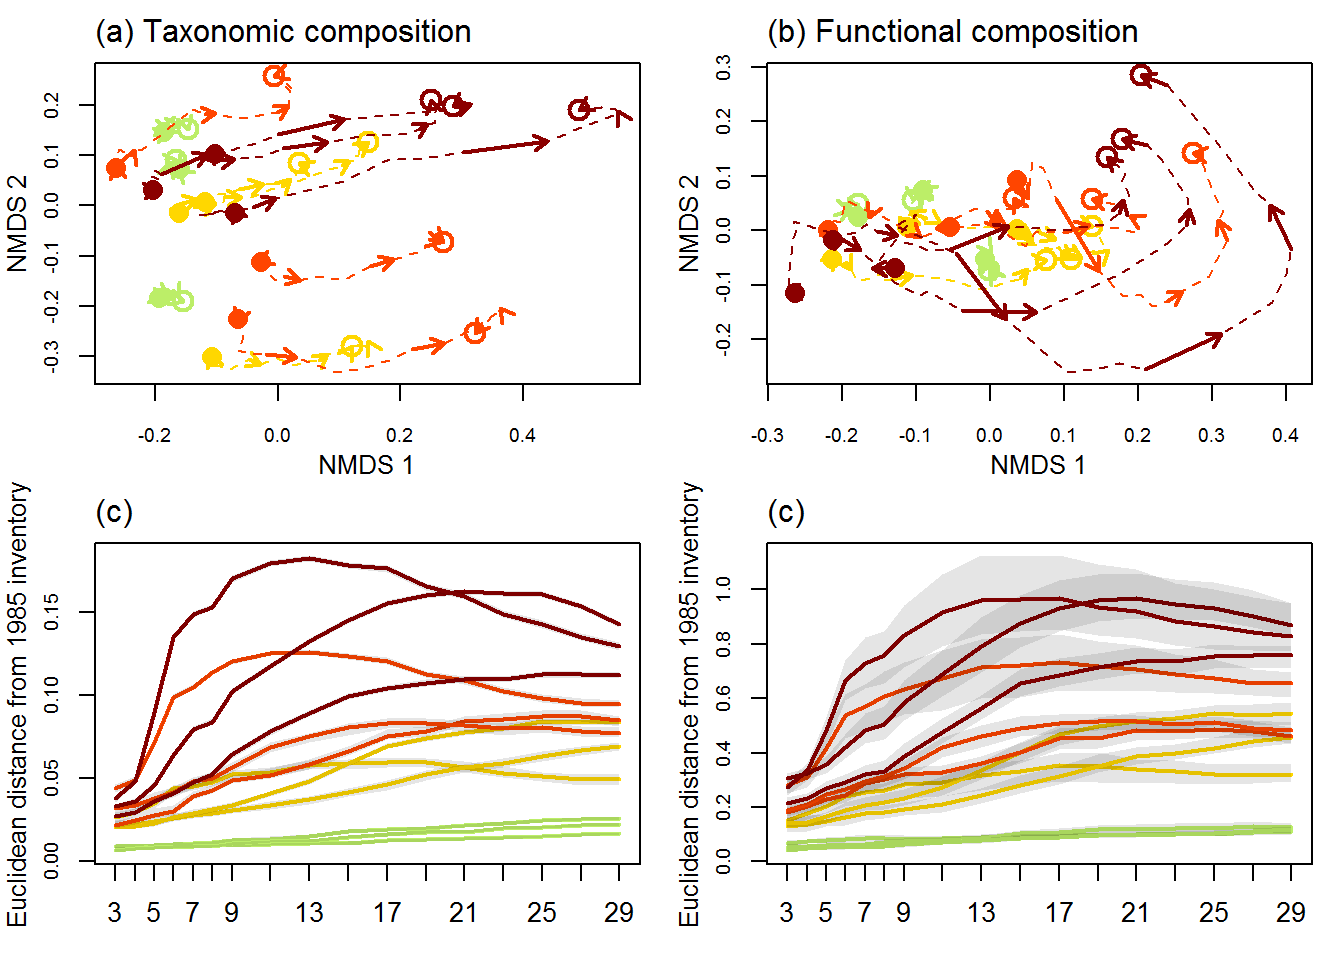 (a) Taxonomic composition
(b) Functional composition
NMDS 2
0.2
0.1
0.0
-0.1
-0.2
-0.3
-0.2
0.0
0.2
0.4
NMDS 1
NMDS 2
0.3
0.2
0.1
0.0
-0.1
-0.2
-0.3
-0.2
-0.1
0.0
0.1
0.2
0.3
0.4
NMDS 1
(c)
Euclidean distance from 1985 inventory
0.15
0.10
0.05
0.00
3 5 7 9 13 17 21 25 29
(c)
Euclidean distance from 1985 inventory
1.0
0.8
0.6
0.4
0.2
0.0
3 5 7 9 13 17 21 25 29